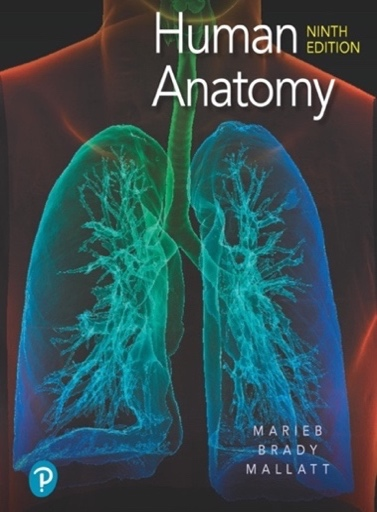 Human
NINTH
EDITION
Anatomy
MARIEB
BRADY
MALLATT
P